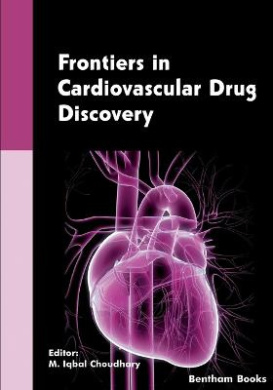 Frontiers in
Cardiovascular Drug
Discovery
Editor:
M. Iqbal Choudhary
Bentham Books